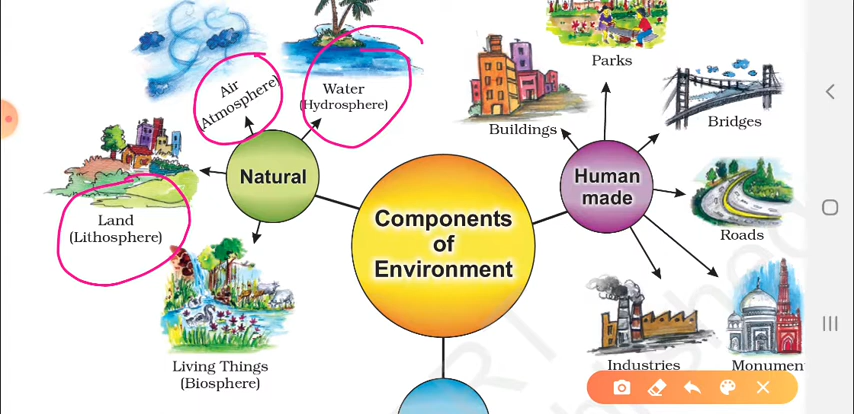 Parks
Air
(Atmosphere)
Water
(Hydrosphere)
Buildings
Bridges
Natural
Human
made
Land
(Lithosphere)
Components
of
Environment
Roads
Living Things
(Biosphere)
Industries
Monumen